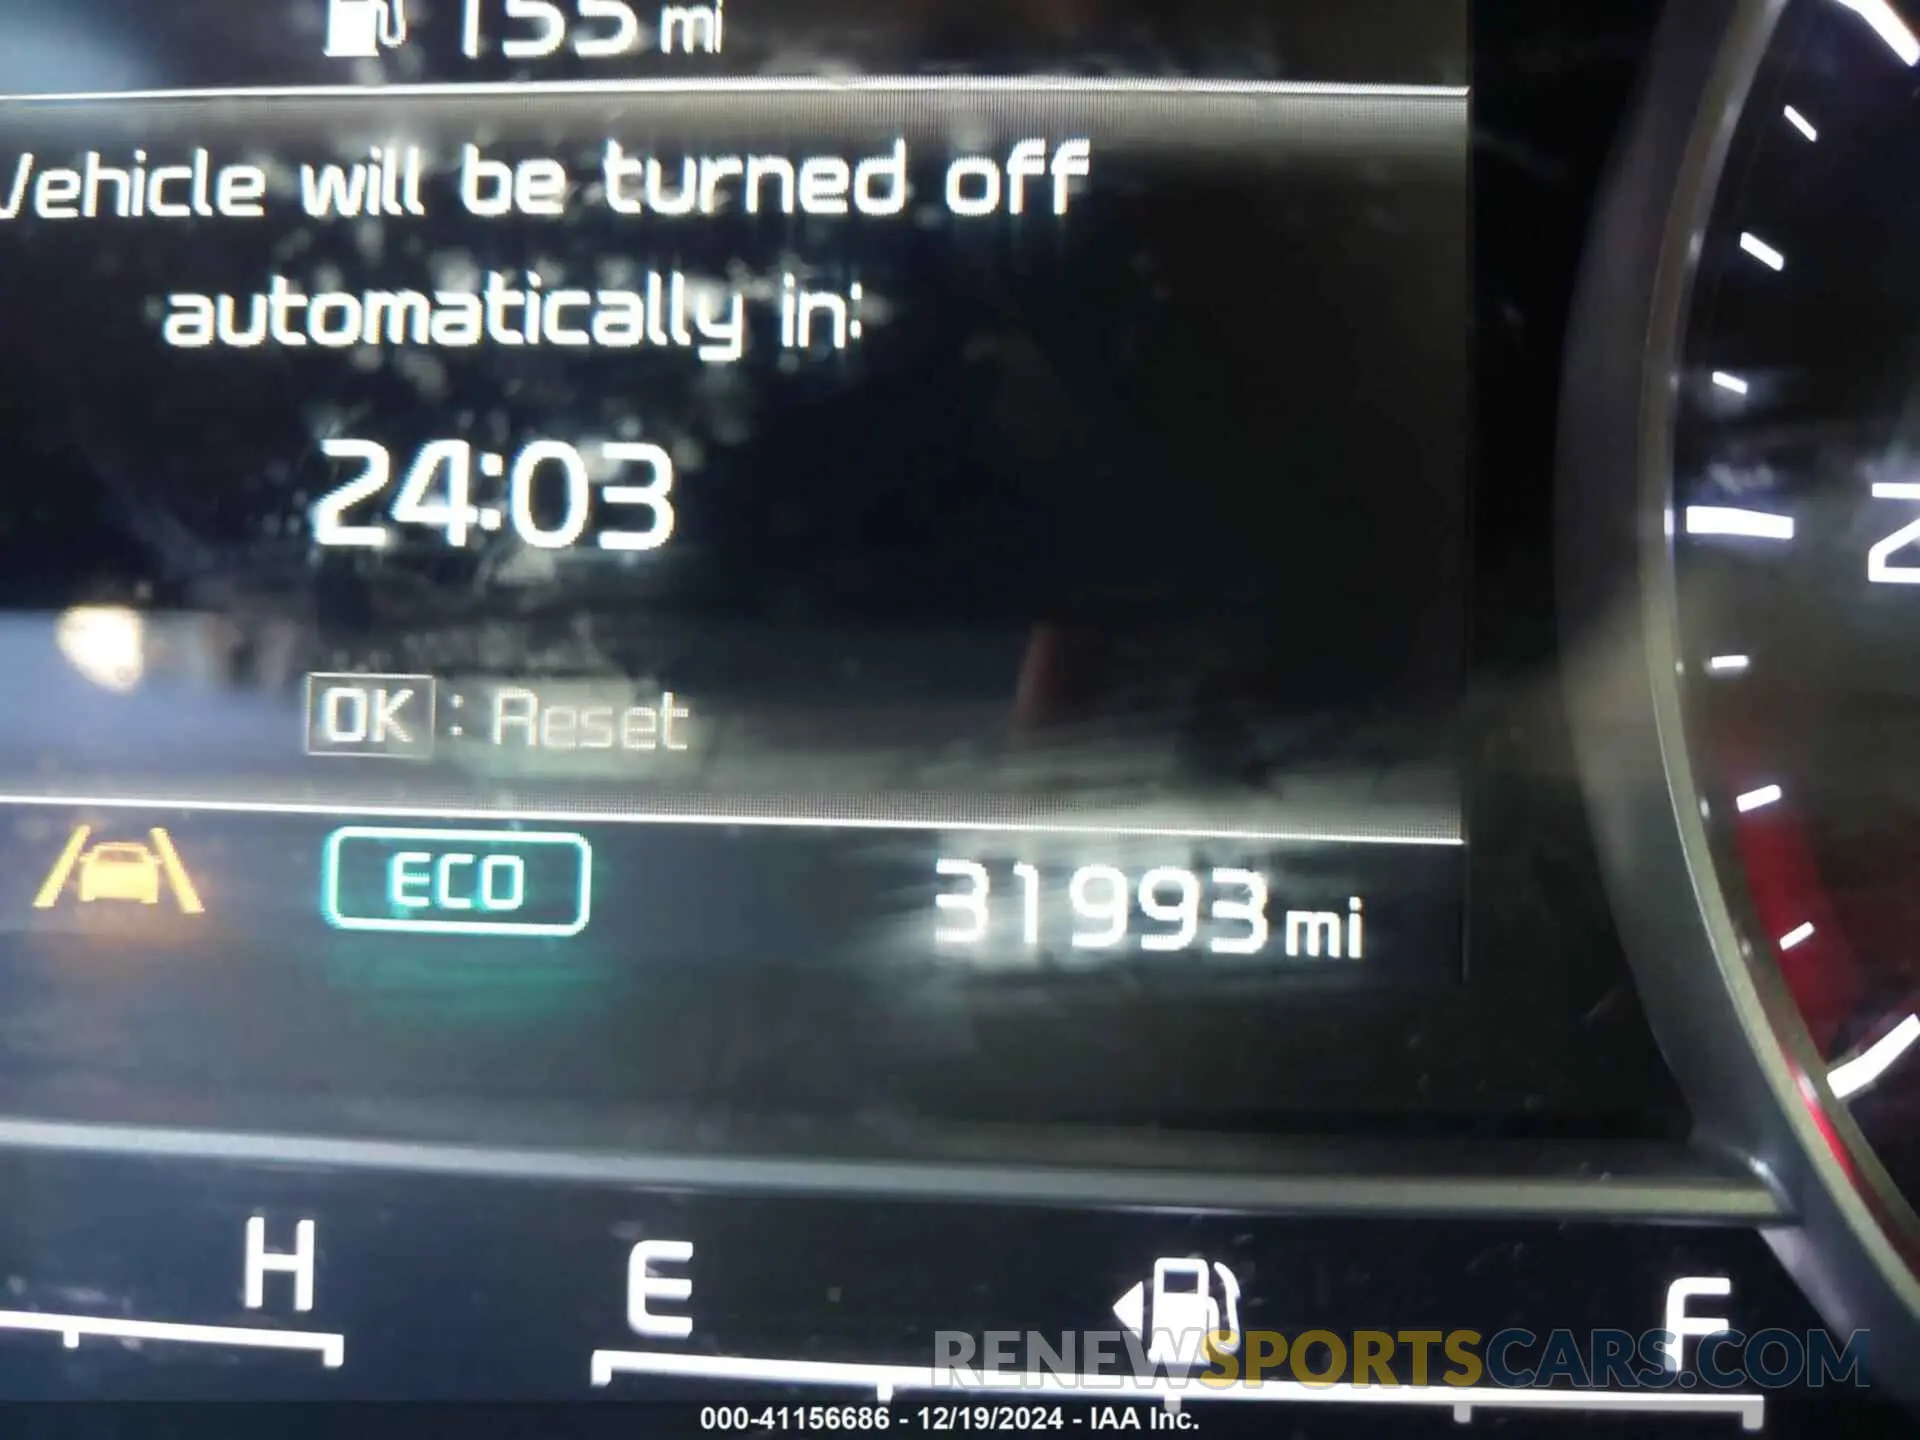 155 mi
Vehicle will be turned off
automatically in:
24:03
OK : Reset
ECO
31993 mi
2
H
E
F
RENEWSPORTSCARS.COM
000-41156686 - 12/19/2024 - IAA Inc.